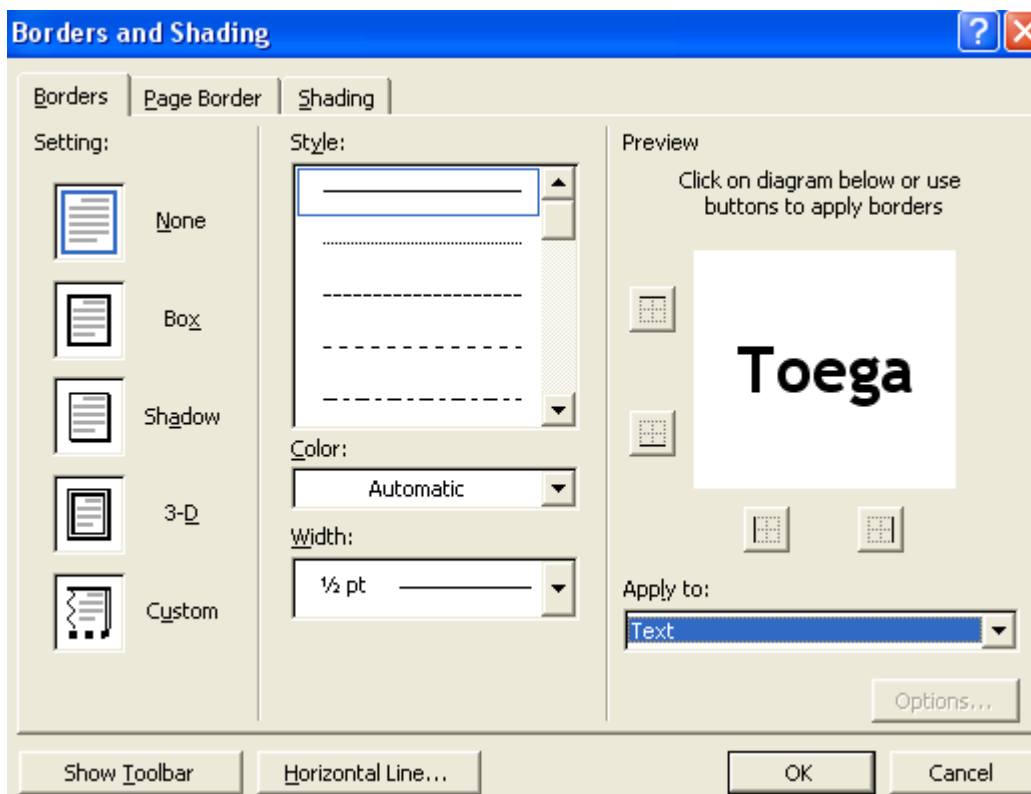 Borders and Shading
Borders Page Border Shading
Setting:
None
Box
Shadow
3-D
Custom
Style:
Color:
Automatic
Width:
½ pt
Preview
Click on diagram below or use
buttons to apply borders
Toega
Apply to:
Text
Options...
Show Toolbar Horizontal Line... OK Cancel